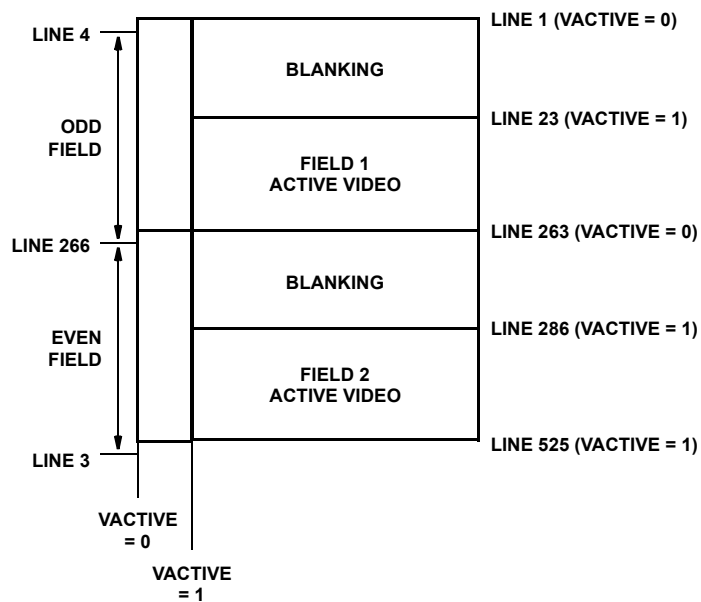 LINE 1 (VACTIVE = 0)
LINE 4
BLANKING
LINE 23 (VACTIVE = 1)
ODD
FIELD
FIELD 1
ACTIVE VIDEO
LINE 263 (VACTIVE = 0)
LINE 266
BLANKING
LINE 286 (VACTIVE = 1)
EVEN
FIELD
FIELD 2
ACTIVE VIDEO
LINE 525 (VACTIVE = 1)
LINE 3
VACTIVE
= 0
VACTIVE
= 1